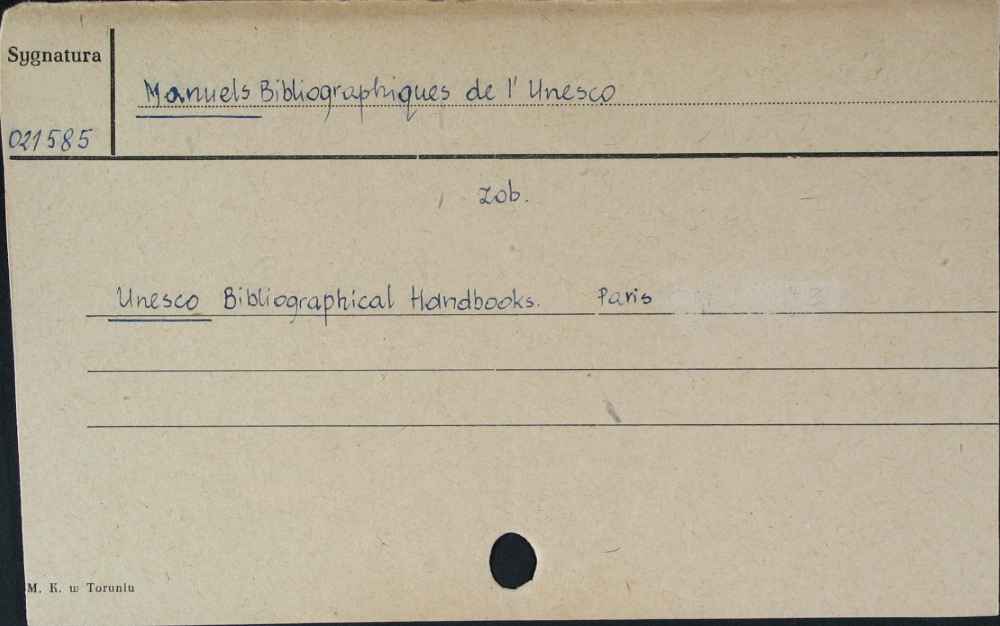 Sygnatura
Manuels Bibliographiques de l' Unesco
021585
zob.
Unesco Bibliographical Handbooks. Paris
M. K. w Toruniu